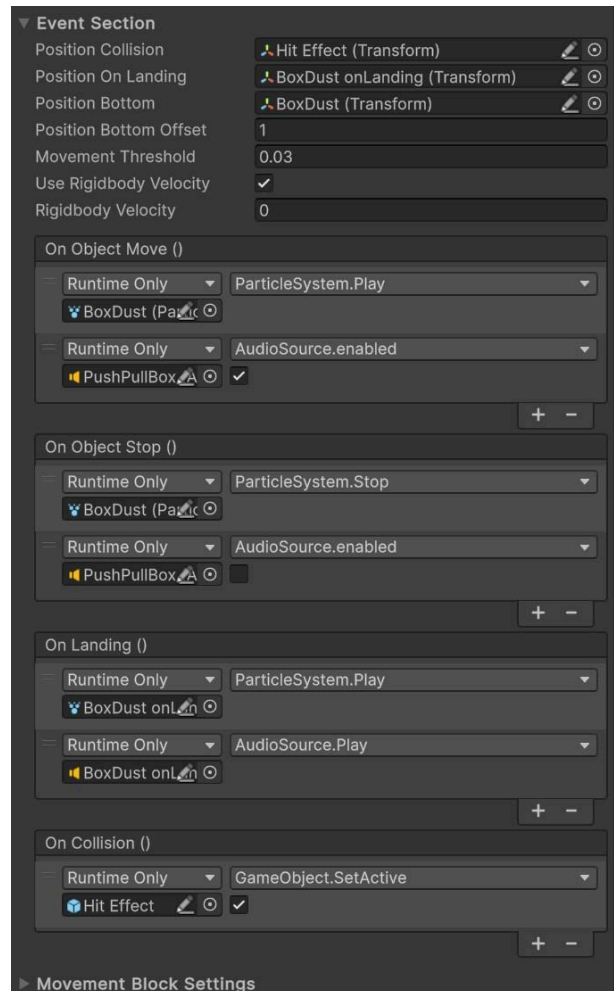 Event Section
Position Collision Hit Effect (Transform)
Position On Landing BoxDust onLanding (Transform)
Position Bottom BoxDust (Transform)
Position Bottom Offset 1
Movement Threshold 0.03
Use Rigidbody Velocity
Rigidbody Velocity 0
On Object Move ()
Runtime Only ParticleSystem.Play
BoxDust (Partic
Runtime Only AudioSource.enabled
PushPullBox A
+ −
On Object Stop ()
Runtime Only ParticleSystem.Stop
BoxDust (Partic
Runtime Only AudioSource.enabled
PushPullBox A
+ −
On Landing ()
Runtime Only ParticleSystem.Play
BoxDust onLan
Runtime Only AudioSource.Play
BoxDust onLan
+ −
On Collision ()
Runtime Only GameObject.SetActive
Hit Effect
+ −
Movement Block Settings